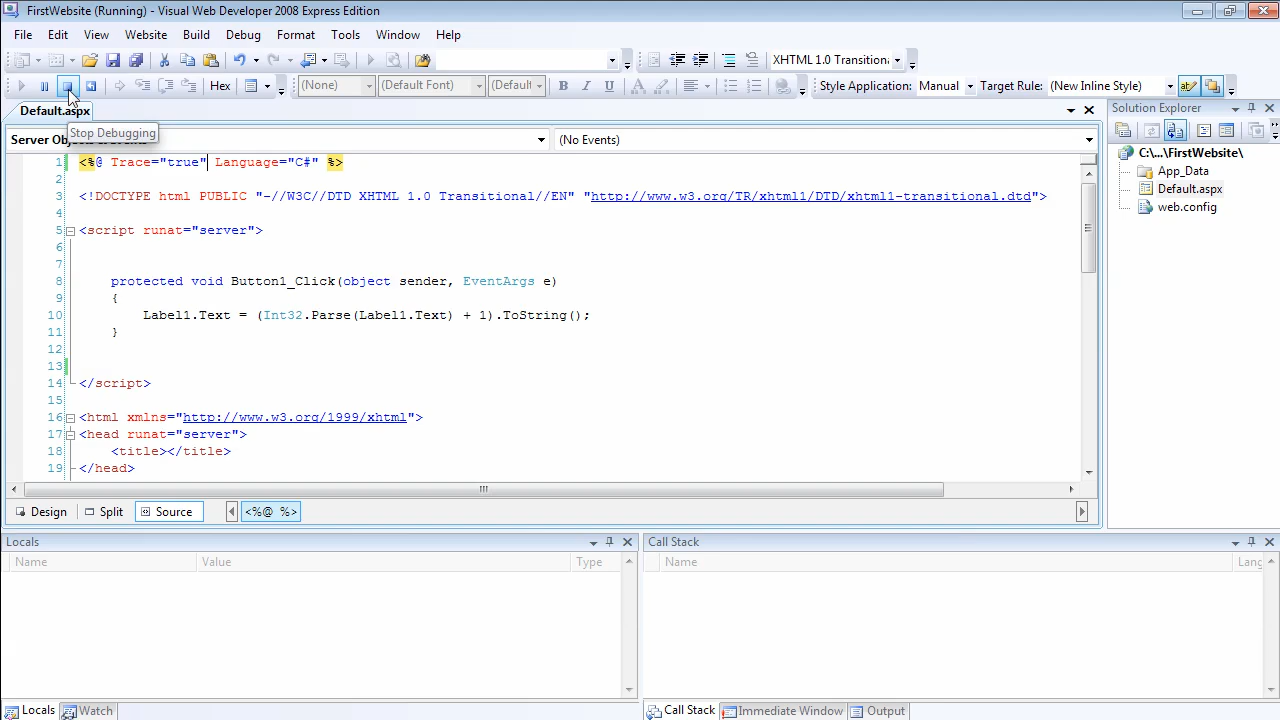 FirstWebsite (Running) - Visual Web Developer 2008 Express Edition
File Edit View Website Build Debug Format Tools Window Help
XHTML 1.0 Transition
Hex (None) (Default Font) (Default B I U A Style Application: Manual Target Rule: (New Inline Style)
Default.aspx
Stop Debugging
Server Ob (No Events)
1 <%@ Trace="true" Language="C#" %>
2
3 <!DOCTYPE html PUBLIC "-//W3C//DTD XHTML 1.0 Transitional//EN" "http://www.w3.org/TR/xhtml1/DTD/xhtml1-transitional.dtd">
4
5 <script runat="server">
6
7
8 protected void Button1_Click(object sender, EventArgs e)
9 {
10 Label1.Text = (Int32.Parse(Label1.Text) + 1).ToString();
11 }
12
13
14 </script>
15
16 <html xmlns="http://www.w3.org/1999/xhtml">
17 <head runat="server">
18 <title></title>
19 </head>
Design Split Source <%@ %>
Solution Explorer
C:\...\FirstWebsite\
App_Data
Default.aspx
web.config
Locals
Name Value Type
Call Stack
Name Lang
Locals Watch
Call Stack Immediate Window Output